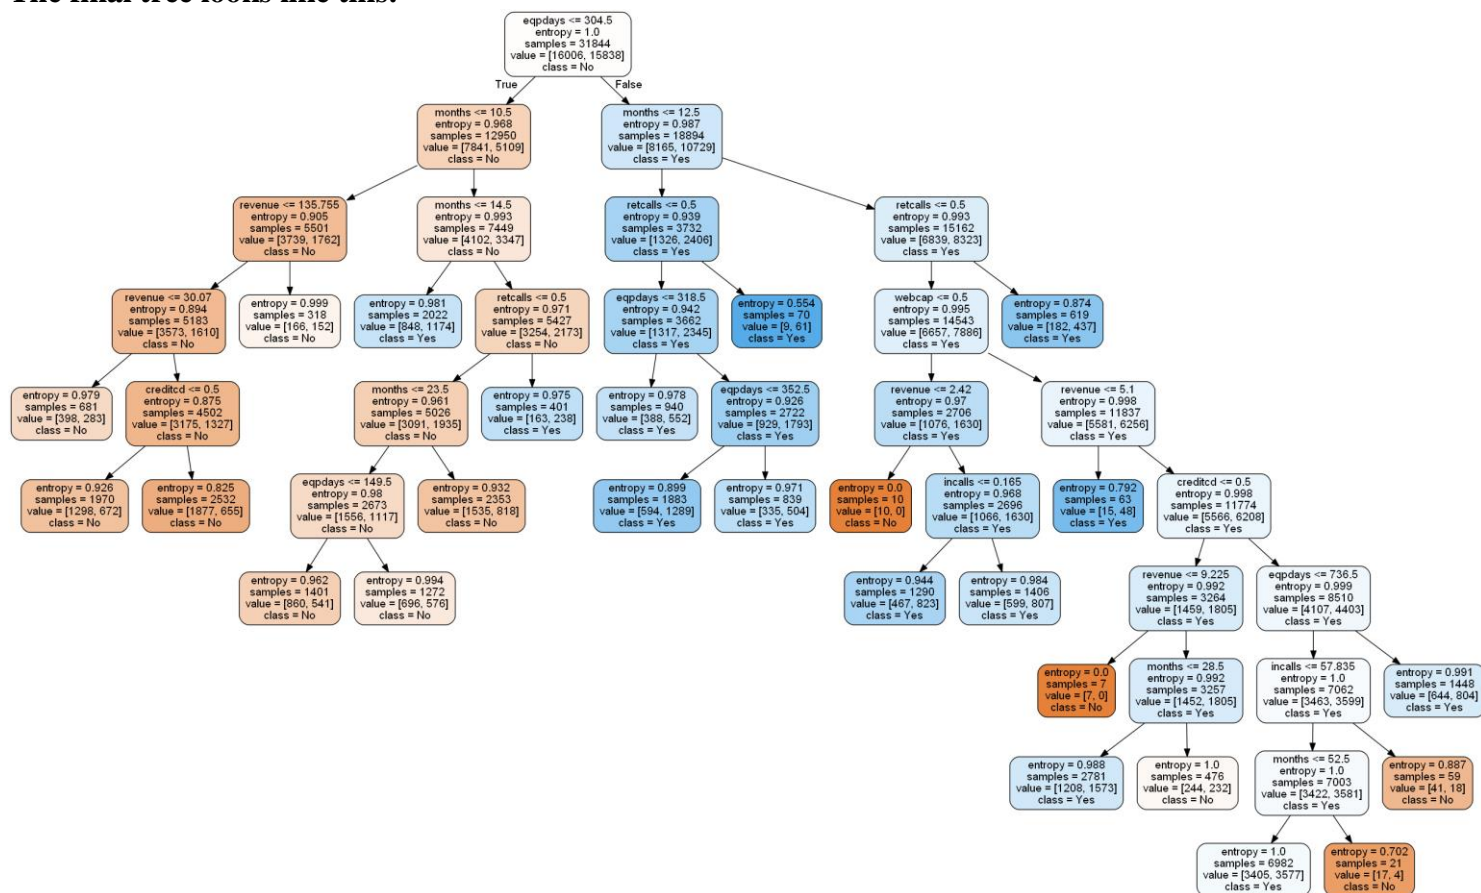 The final tree looks like this:
eqpdays <= 304.5
entropy = 1.0
samples = 31844
value = [16006, 15838]
class = No
True
False
months <= 10.5
entropy = 0.968
samples = 12950
value = [7841, 5109]
class = No
months <= 12.5
entropy = 0.987
samples = 18894
value = [8165, 10729]
class = Yes
revenue <= 135.755
entropy = 0.905
samples = 5501
value = [3739, 1762]
class = No
months <= 14.5
entropy = 0.993
samples = 7449
value = [4102, 3347]
class = No
retcalls <= 0.5
entropy = 0.939
samples = 3732
value = [1326, 2406]
class = Yes
retcalls <= 0.5
entropy = 0.993
samples = 15162
value = [6839, 8323]
class = Yes
revenue <= 30.07
entropy = 0.894
samples = 5183
value = [3573, 1610]
class = No
entropy = 0.999
samples = 318
value = [166, 152]
class = No
entropy = 0.981
samples = 2022
value = [848, 1174]
class = Yes
retcalls <= 0.5
entropy = 0.971
samples = 5427
value = [3254, 2173]
class = No
eqpdays <= 318.5
entropy = 0.942
samples = 3662
value = [1317, 2345]
class = Yes
entropy = 0.554
samples = 70
value = [9, 61]
class = Yes
webcap <= 0.5
entropy = 0.995
samples = 14543
value = [6657, 7886]
class = Yes
entropy = 0.874
samples = 619
value = [182, 437]
class = Yes
entropy = 0.979
samples = 681
value = [398, 283]
class = No
creditcd <= 0.5
entropy = 0.875
samples = 4502
value = [3175, 1327]
class = No
months <= 23.5
entropy = 0.961
samples = 5026
value = [3091, 1935]
class = No
entropy = 0.975
samples = 401
value = [163, 238]
class = Yes
entropy = 0.978
samples = 940
value = [388, 552]
class = Yes
eqpdays <= 352.5
entropy = 0.926
samples = 2722
value = [929, 1793]
class = Yes
revenue <= 2.42
entropy = 0.97
samples = 2706
value = [1076, 1630]
class = Yes
revenue <= 5.1
entropy = 0.998
samples = 11837
value = [5581, 6256]
class = Yes
entropy = 0.926
samples = 1970
value = [1298, 672]
class = No
entropy = 0.825
samples = 2532
value = [1877, 655]
class = No
eqpdays <= 149.5
entropy = 0.98
samples = 2673
value = [1556, 1117]
class = No
entropy = 0.932
samples = 2353
value = [1535, 818]
class = No
entropy = 0.899
samples = 1883
value = [594, 1289]
class = Yes
entropy = 0.971
samples = 839
value = [335, 504]
class = Yes
entropy = 0.0
samples = 10
value = [10, 0]
class = No
incalls <= 0.165
entropy = 0.968
samples = 2696
value = [1066, 1630]
class = Yes
entropy = 0.792
samples = 63
value = [15, 48]
class = Yes
creditcd <= 0.5
entropy = 0.998
samples = 11774
value = [5566, 6208]
class = Yes
entropy = 0.962
samples = 1401
value = [860, 541]
class = No
entropy = 0.994
samples = 1272
value = [696, 576]
class = No
entropy = 0.944
samples = 1290
value = [467, 823]
class = Yes
entropy = 0.984
samples = 1406
value = [599, 807]
class = Yes
revenue <= 9.225
entropy = 0.992
samples = 3264
value = [1459, 1805]
class = Yes
eqpdays <= 736.5
entropy = 0.999
samples = 8510
value = [4107, 4403]
class = Yes
entropy = 0.0
samples = 7
value = [7, 0]
class = No
months <= 28.5
entropy = 0.992
samples = 3257
value = [1452, 1805]
class = Yes
incalls <= 57.835
entropy = 1.0
samples = 7062
value = [3463, 3599]
class = Yes
entropy = 0.991
samples = 1448
value = [644, 804]
class = Yes
entropy = 0.988
samples = 2781
value = [1208, 1573]
class = Yes
entropy = 1.0
samples = 476
value = [244, 232]
class = No
months <= 52.5
entropy = 1.0
samples = 7003
value = [3422, 3581]
class = Yes
entropy = 0.887
samples = 59
value = [41, 18]
class = No
entropy = 1.0
samples = 6982
value = [3405, 3577]
class = Yes
entropy = 0.702
samples = 21
value = [17, 4]
class = No